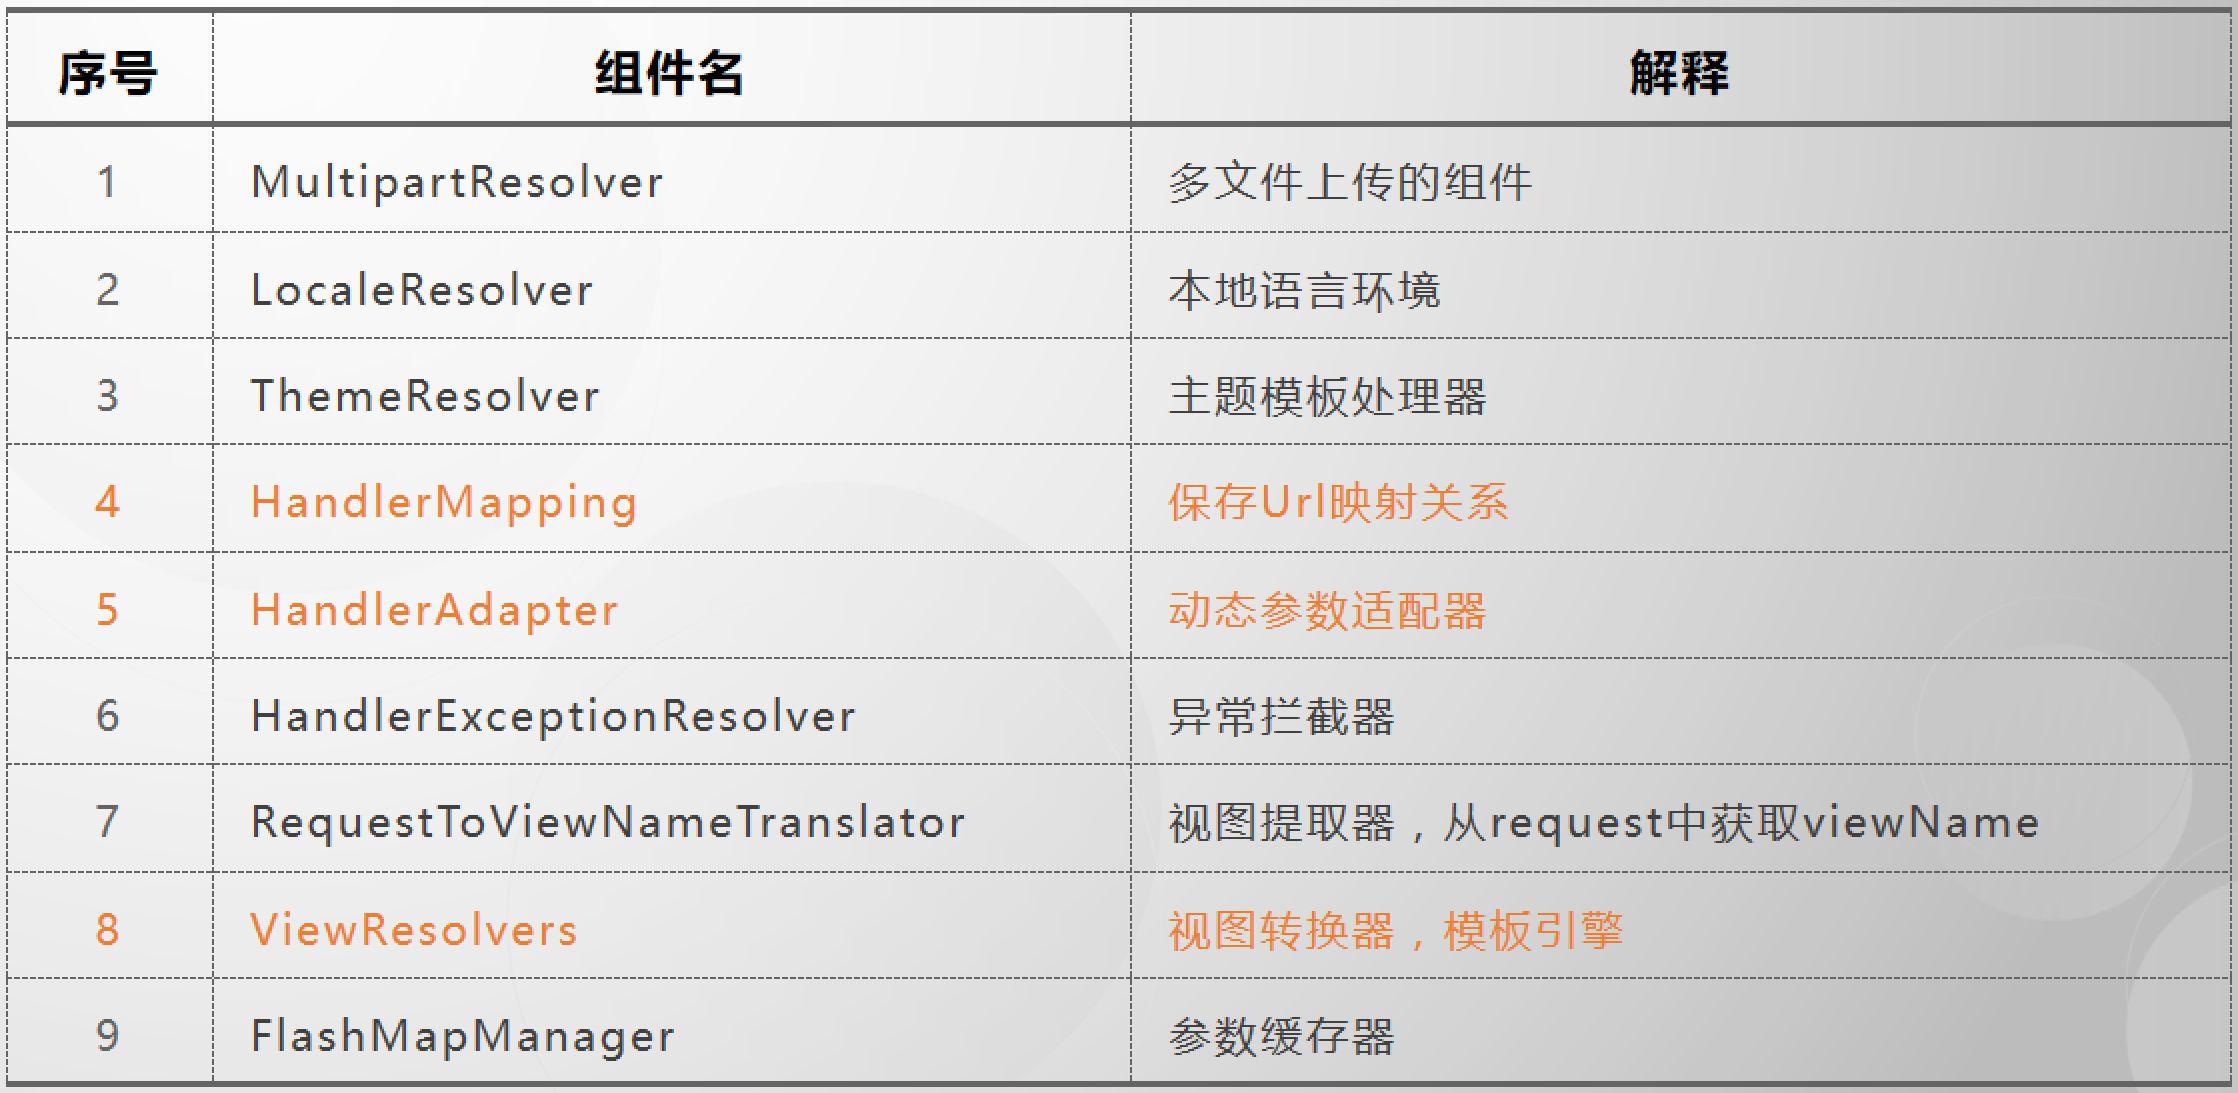 序号 组件名 解释
1 MultipartResolver 多文件上传的组件
2 LocaleResolver 本地语言环境
3 ThemeResolver 主题模板处理器
4 HandlerMapping 保存Url映射关系
5 HandlerAdapter 动态参数适配器
6 HandlerExceptionResolver 异常拦截器
7 RequestToViewNameTranslator 视图提取器，从request中获取viewName
8 ViewResolvers 视图转换器，模板引擎
9 FlashMapManager 参数缓存器